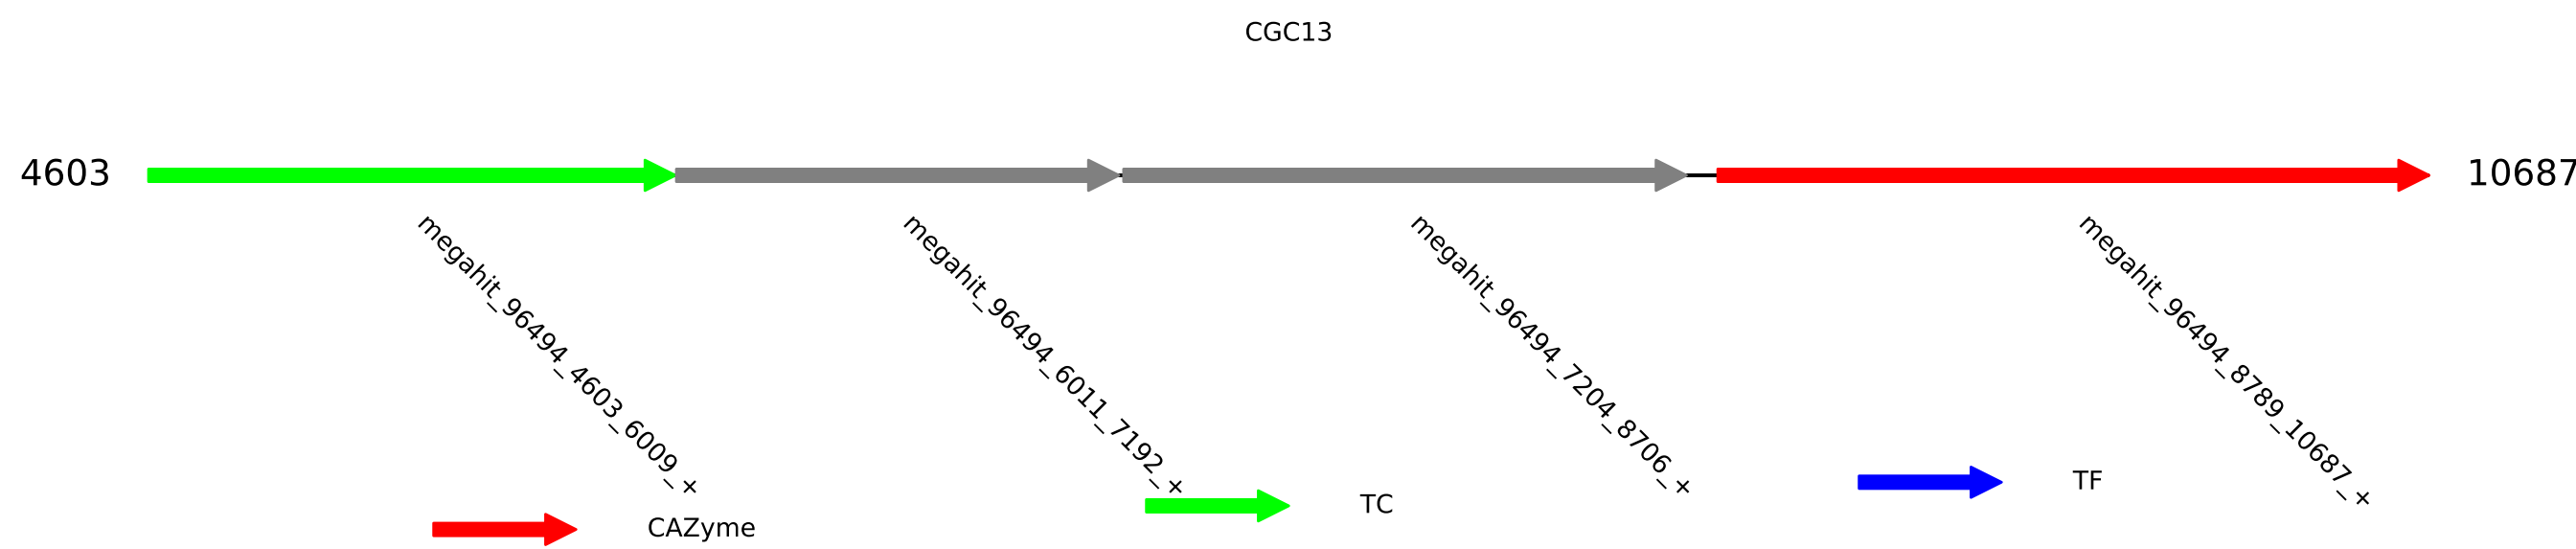 CGC13
4603
10687
megahit_96494_4603_6009_+
megahit_96494_6011_7192_+
megahit_96494_7204_8706_+
megahit_96494_8789_10687_+
CAZyme
TC
TF